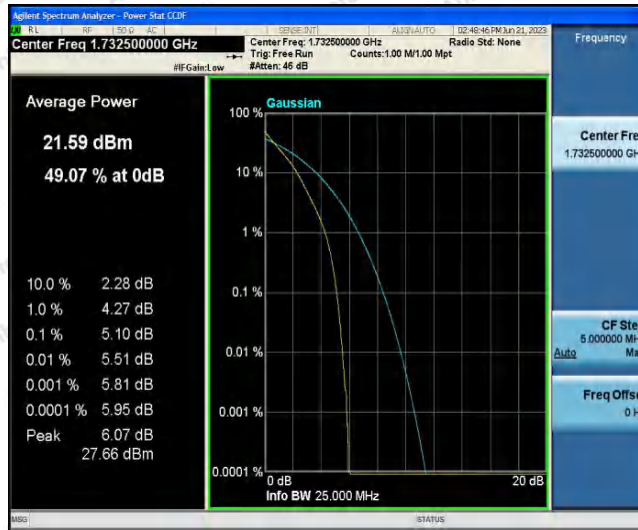 Agilent Spectrum Analyzer - Power Stat CCDF
RL RF 50 Ω AC SENSE:INT ALIGN AUTO 02:48:46 PM Jun 21, 2023
Center Freq 1.732500000 GHz
Center Freq: 1.732500000 GHz Radio Std: None
Trig: Free Run Counts:1.00 M/1.00 Mpt
#IFGain:Low #Atten: 46 dB
Frequency
Average Power
21.59 dBm
49.07 % at 0dB
10.0 % 2.28 dB
1.0 % 4.27 dB
0.1 % 5.10 dB
0.01 % 5.51 dB
0.001 % 5.81 dB
0.0001 % 5.95 dB
Peak 6.07 dB
27.66 dBm
Gaussian
100 %
10 %
1 %
0.1 %
0.01 %
0.001 %
0.0001 %
0 dB 20 dB
Info BW 25.000 MHz
Center Fre
1.732500000 GH
CF Ste
5.000000 MH
Auto Ma
Freq Offse
0 H
MSG STATUS